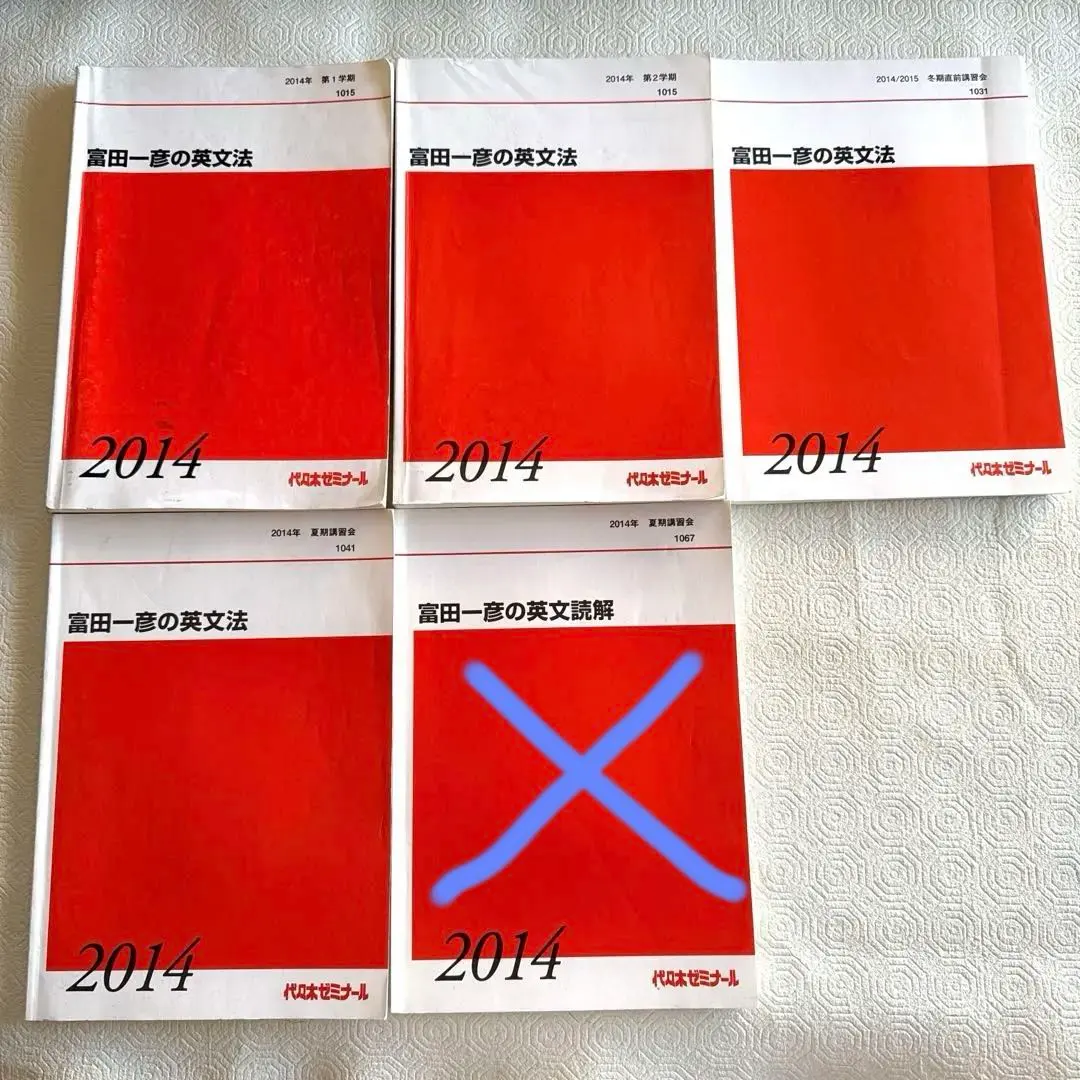 2014年 第1学期
1015
富田一彦の英文法
2014
代々木ゼミナール
2014年 第2学期
1015
富田一彦の英文法
2014
代々木ゼミナール
2014/2015 冬期直前講習会
1031
富田一彦の英文法
2014
代々木ゼミナール
2014年 夏期講習会
1041
富田一彦の英文法
2014
代々木ゼミナール
2014年 夏期講習会
1067
富田一彦の英文読解
2014
代々木ゼミナール